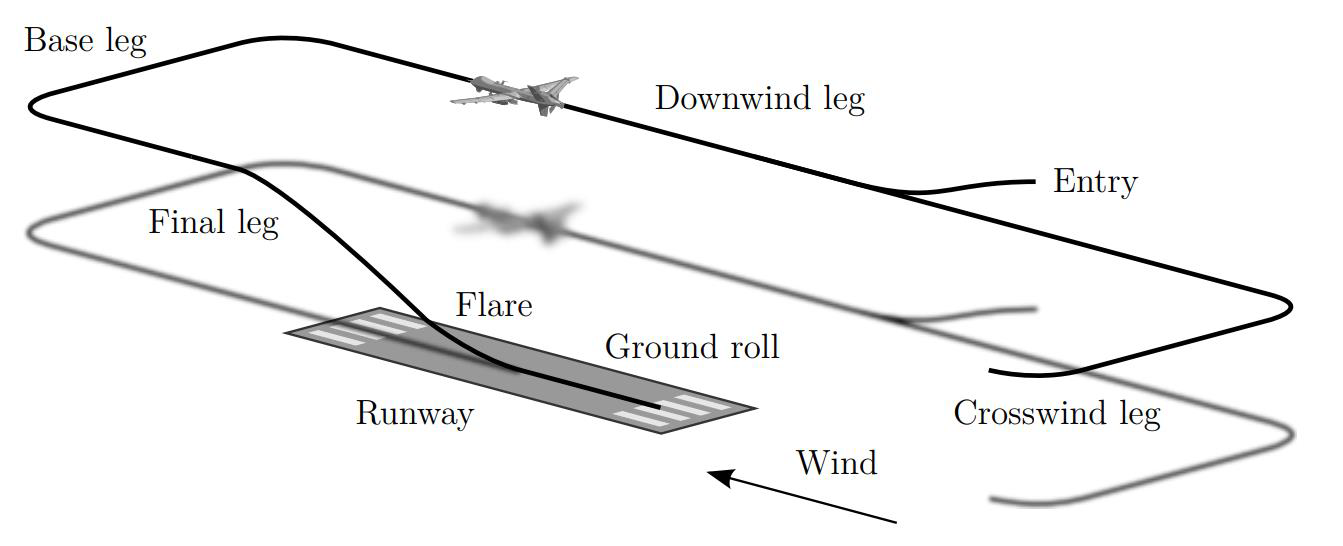 Base leg
Downwind leg
Entry
Final leg
Flare
Ground roll
Runway
Crosswind leg
Wind